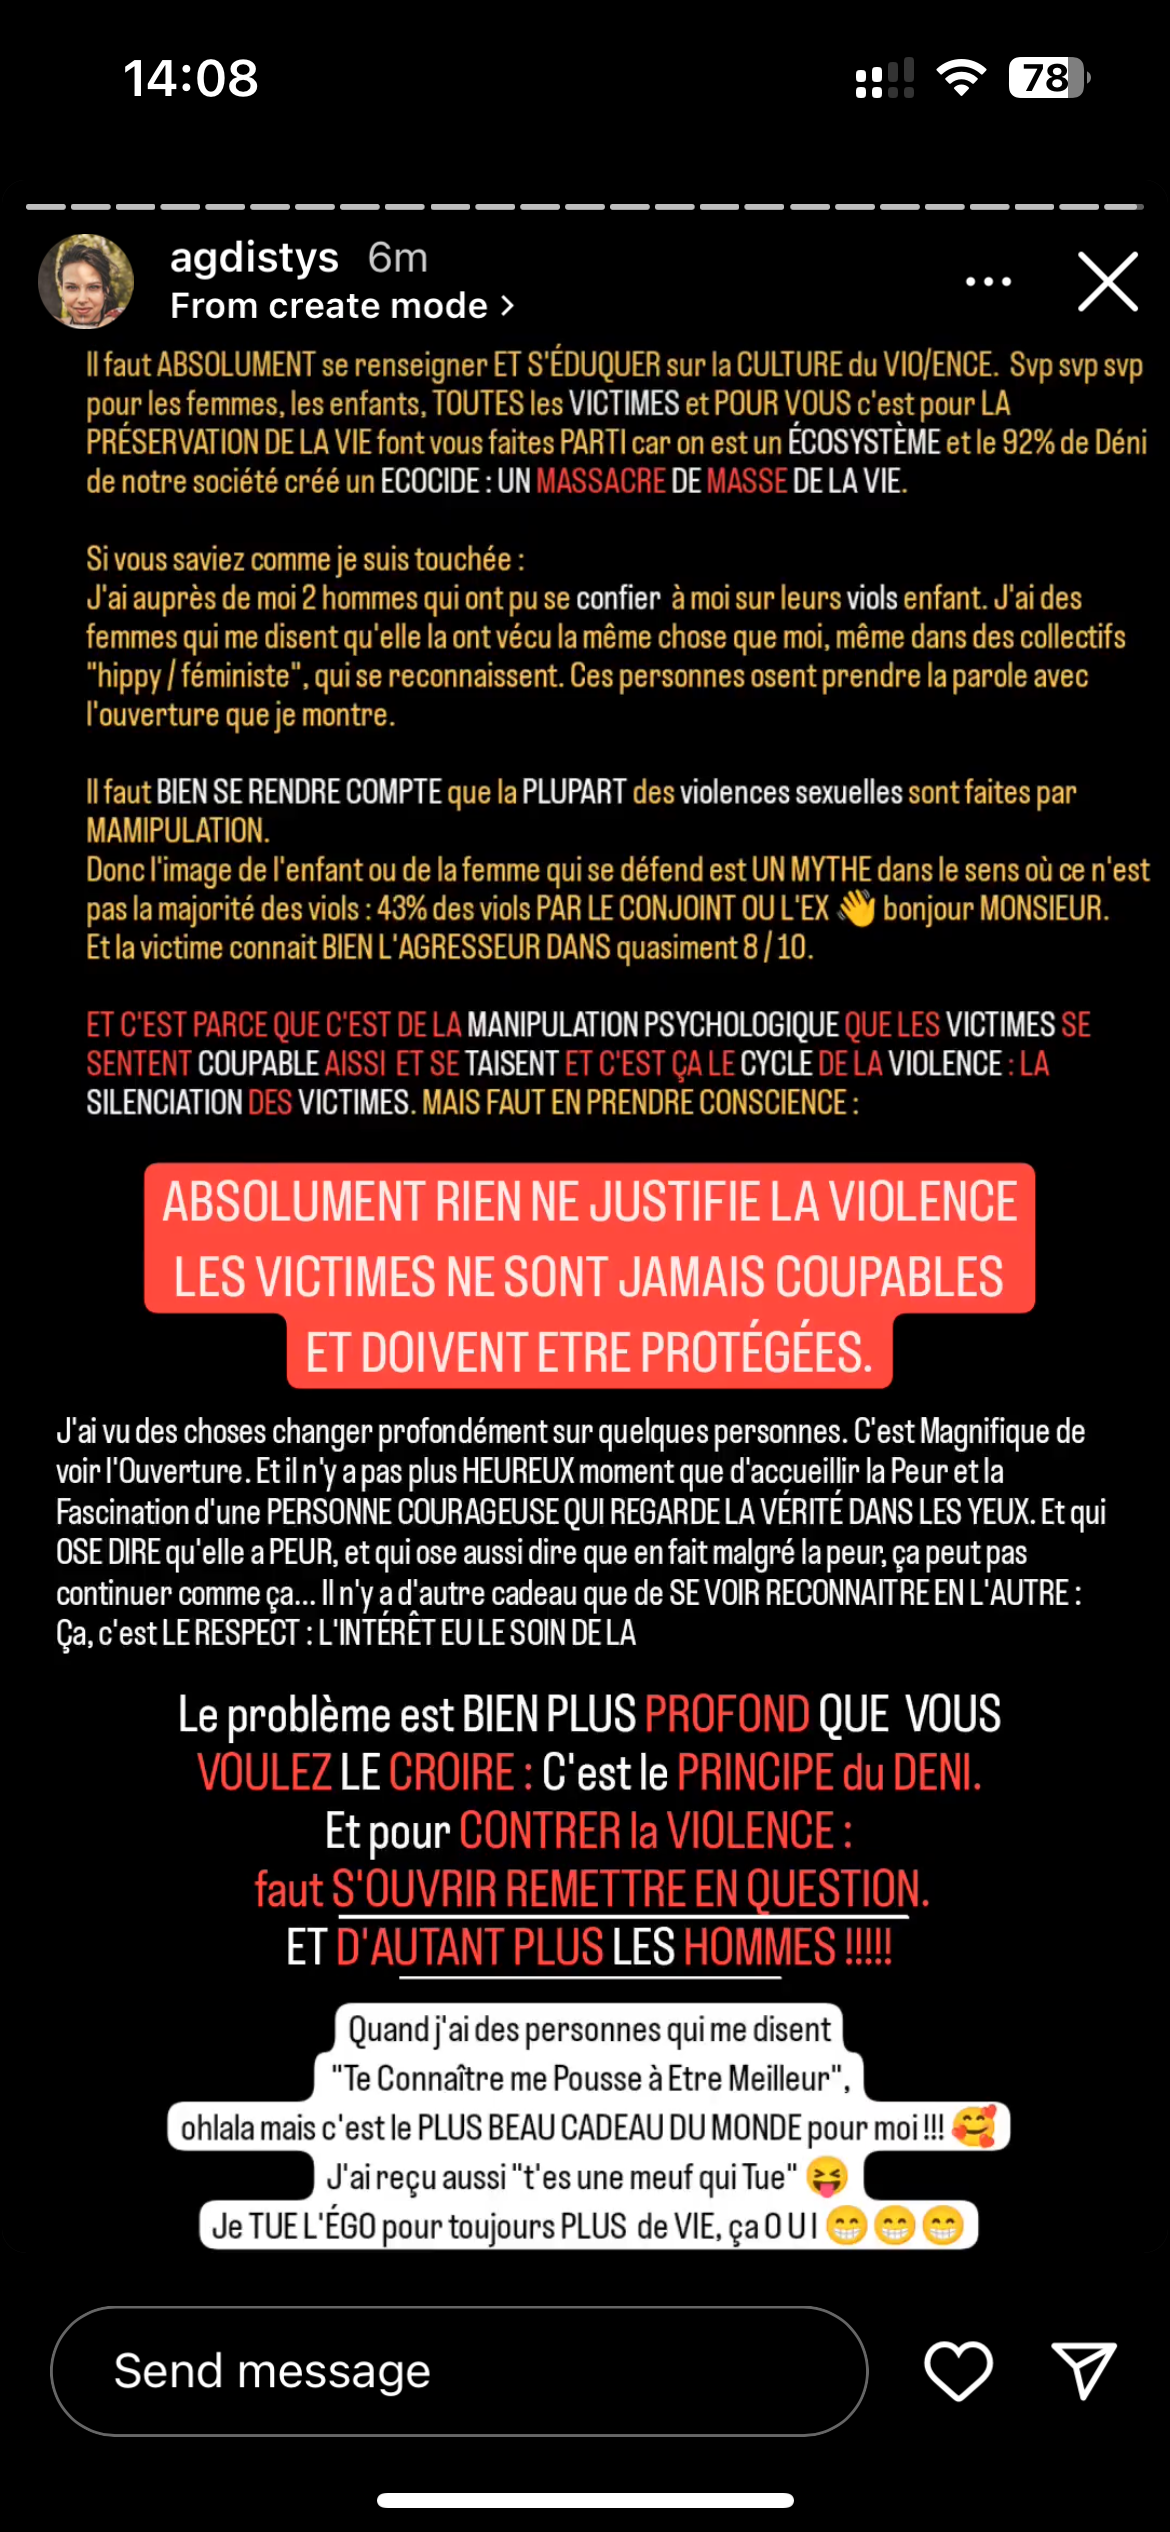 14:08
78
agdistys 6m
From create mode >
Il faut ABSOLUMENT se renseigner ET S'ÉDUQUER sur la CULTURE du VIO/ENCE. Svp svp svp
pour les femmes, les enfants, TOUTES les VICTIMES et POUR VOUS c'est pour LA
PRÉSERVATION DE LA VIE font vous faites PARTI car on est un ÉCOSYSTÈME et le 92% de Déni
de notre société créé un ECOCIDE : UN MASSACRE DE MASSE DE LA VIE.
Si vous saviez comme je suis touchée :
J'ai auprès de moi 2 hommes qui ont pu se confier à moi sur leurs viols enfant. J'ai des
femmes qui me disent qu'elle la ont vécu la même chose que moi, même dans des collectifs
"hippy / féministe", qui se reconnaissent. Ces personnes osent prendre la parole avec
l'ouverture que je montre.
Il faut BIEN SE RENDRE COMPTE que la PLUPART des violences sexuelles sont faites par
MAMIPULATION.
Donc l'image de l'enfant ou de la femme qui se défend est UN MYTHE dans le sens où ce n'est
pas la majorité des viols : 43% des viols PAR LE CONJOINT OU L'EX 👋 bonjour MONSIEUR.
Et la victime connait BIEN L'AGRESSEUR DANS quasiment 8 / 10.
ET C'EST PARCE QUE C'EST DE LA MANIPULATION PSYCHOLOGIQUE QUE LES VICTIMES SE
SENTENT COUPABLE AISSI ET SE TAISENT ET C'EST ÇA LE CYCLE DE LA VIOLENCE : LA
SILENCIATION DES VICTIMES. MAIS FAUT EN PRENDRE CONSCIENCE :
ABSOLUMENT RIEN NE JUSTIFIE LA VIOLENCE
LES VICTIMES NE SONT JAMAIS COUPABLES
ET DOIVENT ETRE PROTÉGÉES.
J'ai vu des choses changer profondément sur quelques personnes. C'est Magnifique de
voir l'Ouverture. Et il n'y a pas plus HEUREUX moment que d'accueillir la Peur et la
Fascination d'une PERSONNE COURAGEUSE QUI REGARDE LA VÉRITÉ DANS LES YEUX. Et qui
OSE DIRE qu'elle a PEUR, et qui ose aussi dire que en fait malgré la peur, ça peut pas
continuer comme ça... Il n'y a d'autre cadeau que de SE VOIR RECONNAITRE EN L'AUTRE :
Ça, c'est LE RESPECT : L'INTÉRÊT EU LE SOIN DE LA
Le problème est BIEN PLUS PROFOND QUE VOUS
VOULEZ LE CROIRE : C'est le PRINCIPE du DENI.
Et pour CONTRER la VIOLENCE :
faut S'OUVRIR REMETTRE EN QUESTION.
ET D'AUTANT PLUS LES HOMMES !!!!!
Quand j'ai des personnes qui me disent
"Te Connaître me Pousse à Etre Meilleur",
ohlala mais c'est le PLUS BEAU CADEAU DU MONDE pour moi !!! 🥰
J'ai reçu aussi "t'es une meuf qui Tue" 😝
Je TUE L'ÉGO pour toujours PLUS de VIE, ça O U I 😁😁😁
Send message